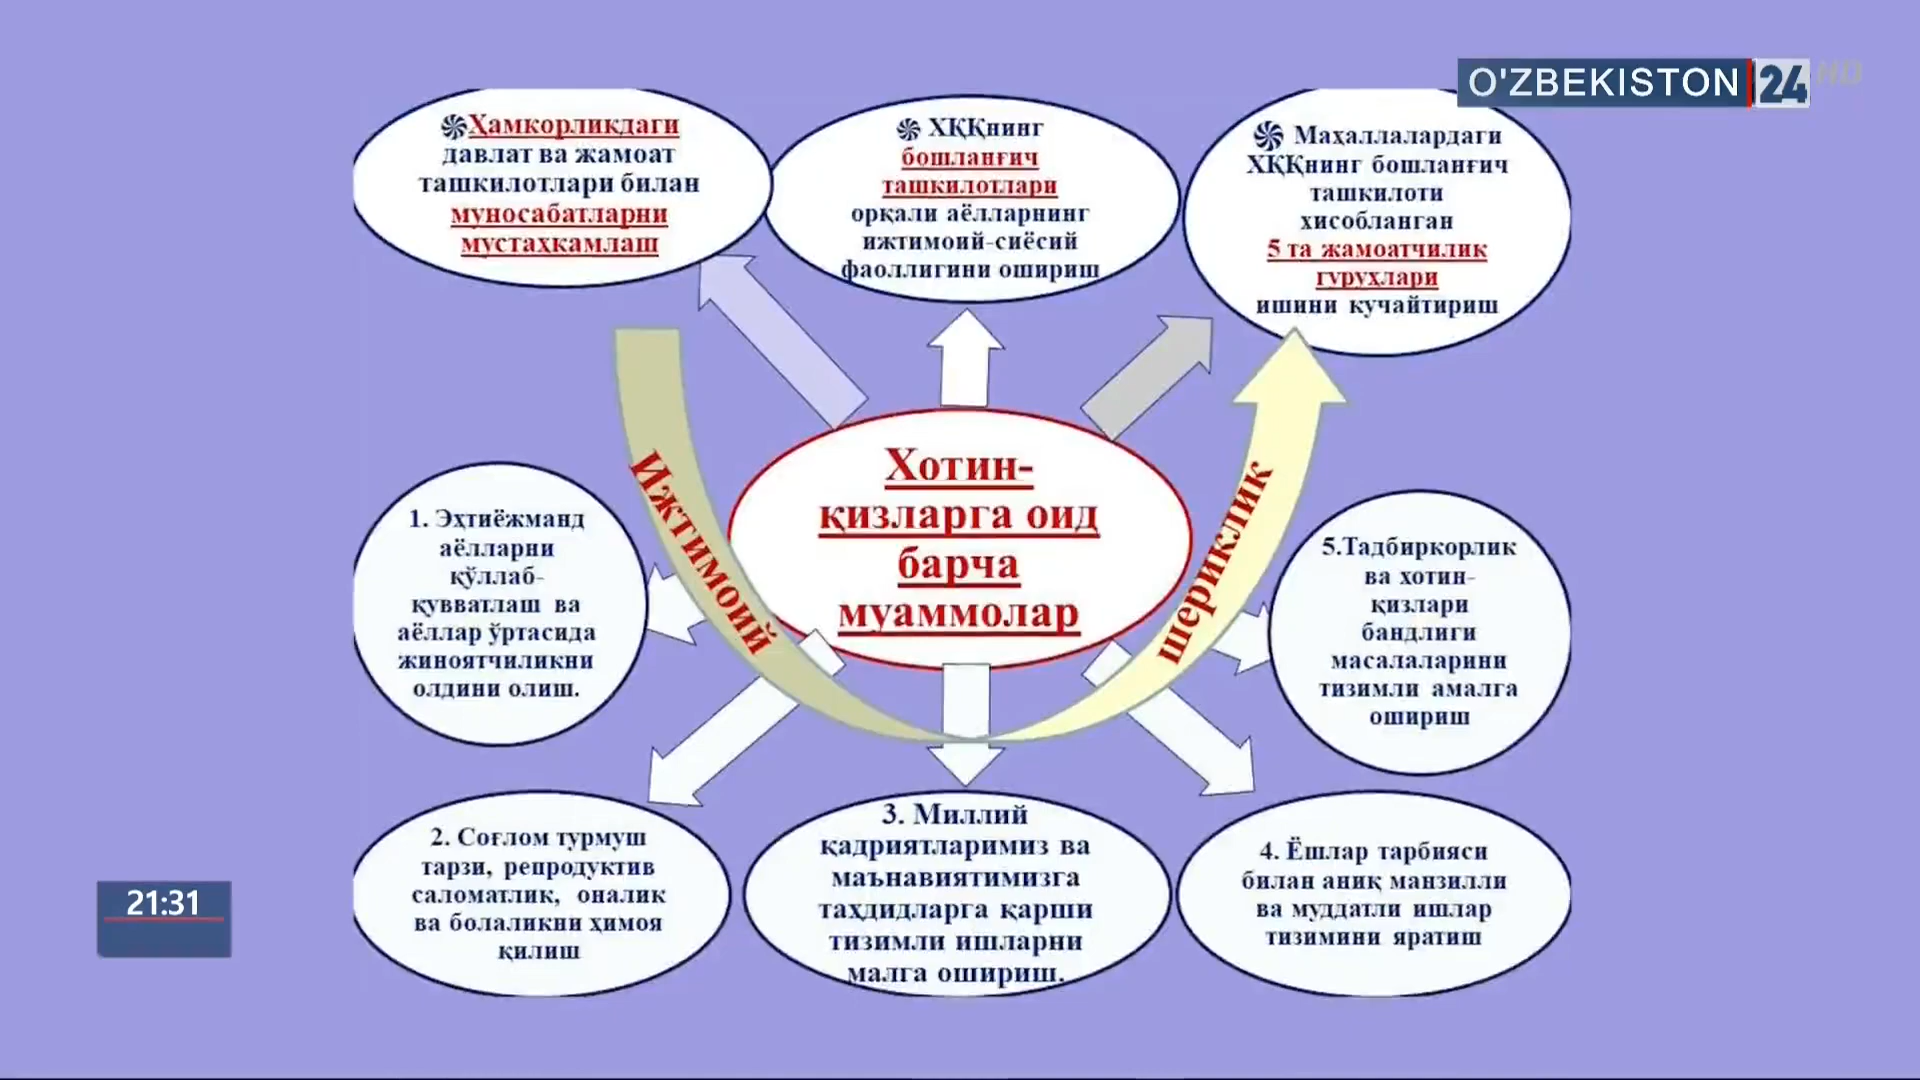 O'ZBEKISTON 24 HD
Ҳамкорликдаги
давлат ва жамоат
ташкилотлари билан
муносабатларни
мустаҳкамлаш
ХҚҚнинг
бошланғич
ташкилотлари
орқали аёлларнинг
ижтимоий-сиёсий
фаоллигини ошириш
Маҳаллалардаги
ХҚҚнинг бошланғич
ташкилоти
хисобланган
5 та жамоатчилик
гуруҳлари
ишини кучайтириш
Хотин-
қизларга оид
барча
муаммолар
Ижтимоий
шериклик
1. Эҳтиёжманд
аёлларни
қўллаб-
қувватлаш ва
аёллар ўртасида
жиноятчиликни
олдини олиш.
5.Тадбиркорлик
ва хотин-
қизлари
бандлиги
масалаларини
тизимли амалга
ошириш
2. Соғлом турмуш
тарзи, репродуктив
саломатлик, оналик
ва болаликни ҳимоя
қилиш
3. Миллий
қадриятларимиз ва
маънавиятимизга
таҳдидларга қарши
тизимли ишларни
малга ошириш.
4. Ёшлар тарбияси
билан аниқ манзилли
ва муддатли ишлар
тизимини яратиш
21:31